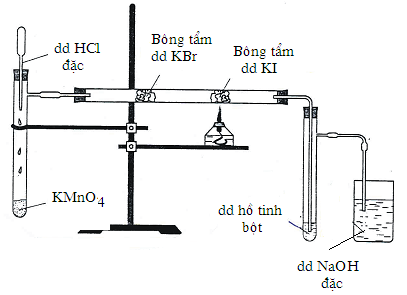 dd HCl
đặc
Bông tẩm
dd KBr
Bông tẩm
dd KI
KMnO4
dd hồ tinh
bột
dd NaOH
đặc